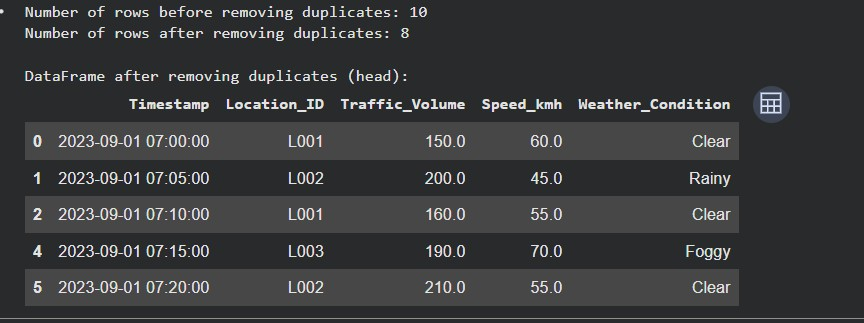 Number of rows before removing duplicates: 10
Number of rows after removing duplicates: 8
DataFrame after removing duplicates (head):
Timestamp Location_ID Traffic_Volume Speed_kmh Weather_Condition
0 2023-09-01 07:00:00 L001 150.0 60.0 Clear
1 2023-09-01 07:05:00 L002 200.0 45.0 Rainy
2 2023-09-01 07:10:00 L001 160.0 55.0 Clear
4 2023-09-01 07:15:00 L003 190.0 70.0 Foggy
5 2023-09-01 07:20:00 L002 210.0 55.0 Clear